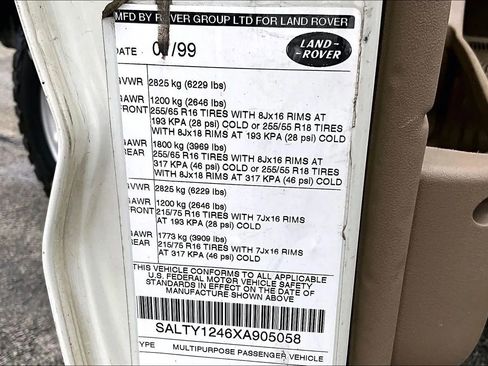 MFD BY ROVER GROUP LTD FOR LAND ROVER
DATE /99
LAND-
-ROVER
GVWR 2825 kg (6229 lbs)
GAWR 1200 kg (2646 lbs)
FRONT 255/65 R16 TIRES WITH 8Jx16 RIMS AT
193 KPA (28 psi) COLD or 255/55 R18 TIRES
WITH 8Jx18 RIMS AT 193 KPA (28 psi) COLD
GAWR 1800 kg (3969 lbs)
REAR 255/65 R16 TIRES WITH 8Jx16 RIMS AT
317 KPA (46 psi) COLD or 255/55 R18 TIRES
WITH 8Jx18 RIMS AT 317 KPA (46 psi) COLD
GVWR 2825 kg (6229 lbs)
GAWR 1200 kg (2646 lbs)
FRONT 215/75 R16 TIRES WITH 7Jx16 RIMS
AT 193 KPA (28 psi) COLD
GAWR 1773 kg (3909 lbs)
REAR 215/75 R16 TIRES WITH 7Jx16 RIMS
AT 317 KPA (46 psi) COLD
THIS VEHICLE CONFORMS TO ALL APPLICABLE
U.S. FEDERAL MOTOR VEHICLE SAFETY
STANDARDS IN EFFECT ON THE DATE OF
MANUFACTURE SHOWN ABOVE
SALTY1246XA905058
TYPE MULTIPURPOSE PASSENGER VEHICLE